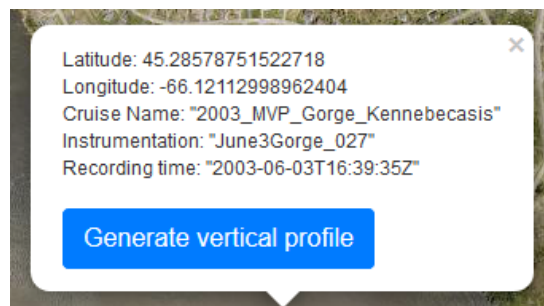 ×
Latitude: 45.28578751522718
Longitude: -66.12112998962404
Cruise Name: "2003_MVP_Gorge_Kennebecasis"
Instrumentation: "June3Gorge_027"
Recording time: "2003-06-03T16:39:35Z"
Generate vertical profile